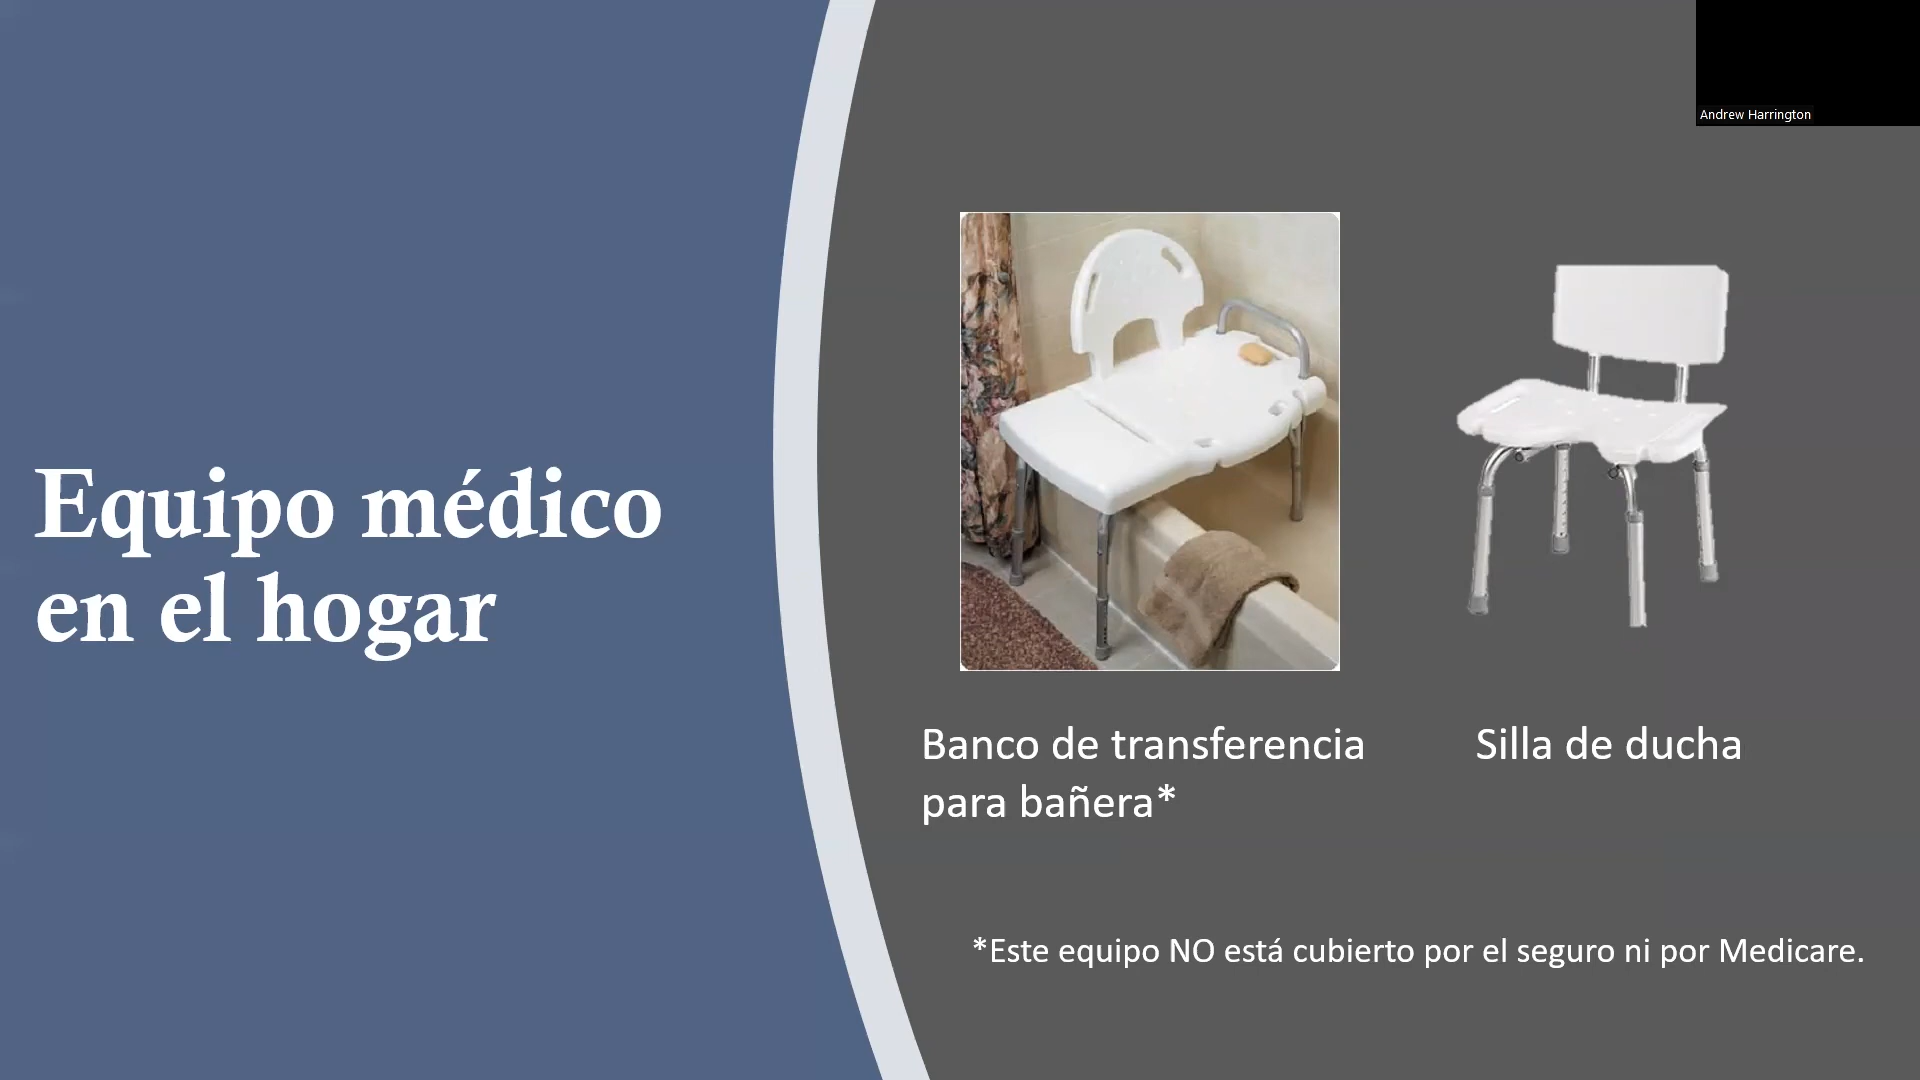 Andrew Harrington
Equipo médico
en el hogar
Banco de transferencia
para bañera*
Silla de ducha
*Este equipo NO está cubierto por el seguro ni por Medicare.